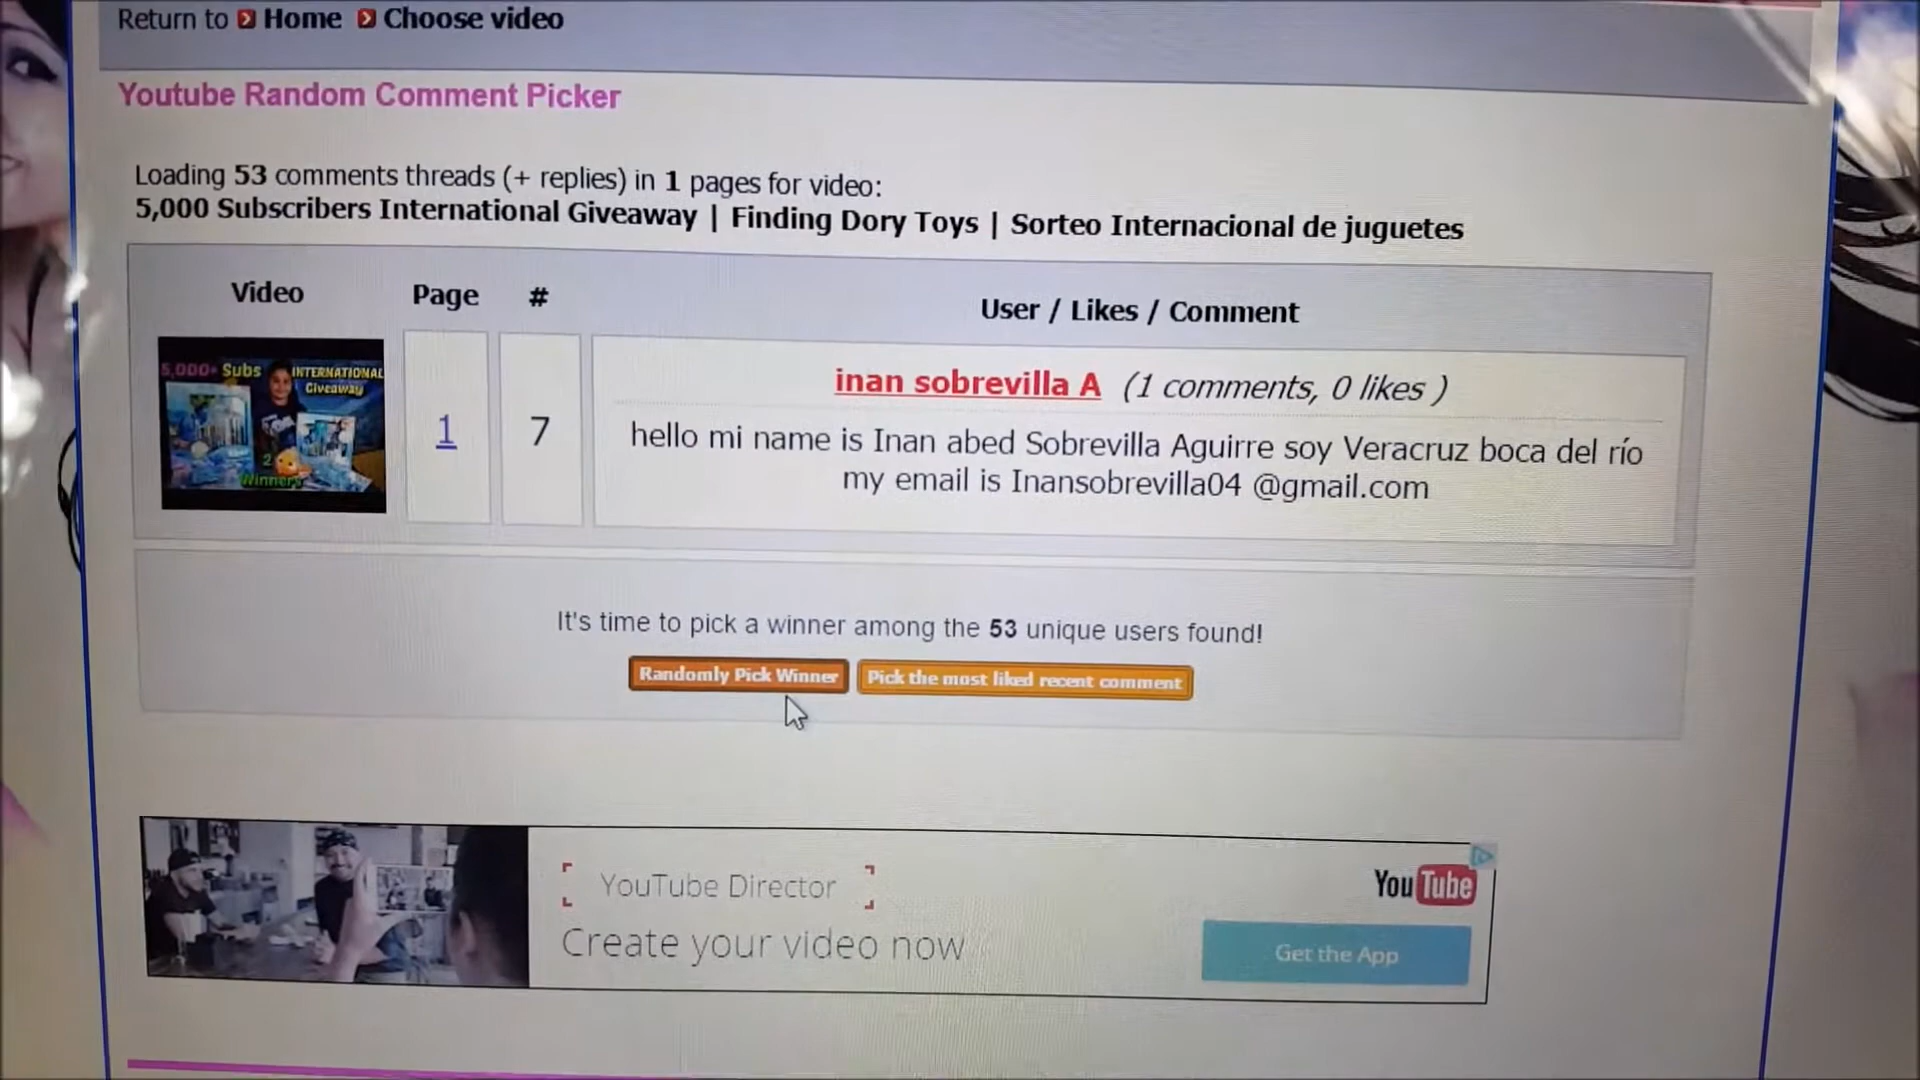 Return to Home Choose video
Youtube Random Comment Picker
Loading 53 comments threads (+ replies) in 1 pages for video:
5,000 Subscribers International Giveaway | Finding Dory Toys | Sorteo Internacional de juguetes
Video Page # User / Likes / Comment
5,000+ Subs INTERNATIONAL
Giveaway
2
Winners
1 7
inan sobrevilla A (1 comments, 0 likes )
hello mi name is Inan abed Sobrevilla Aguirre soy Veracruz boca del río
my email is Inansobrevilla04 @gmail.com
It's time to pick a winner among the 53 unique users found!
Randomly Pick Winner Pick the most liked recent comment
YouTube Director
YouTube
Create your video now
Get the App